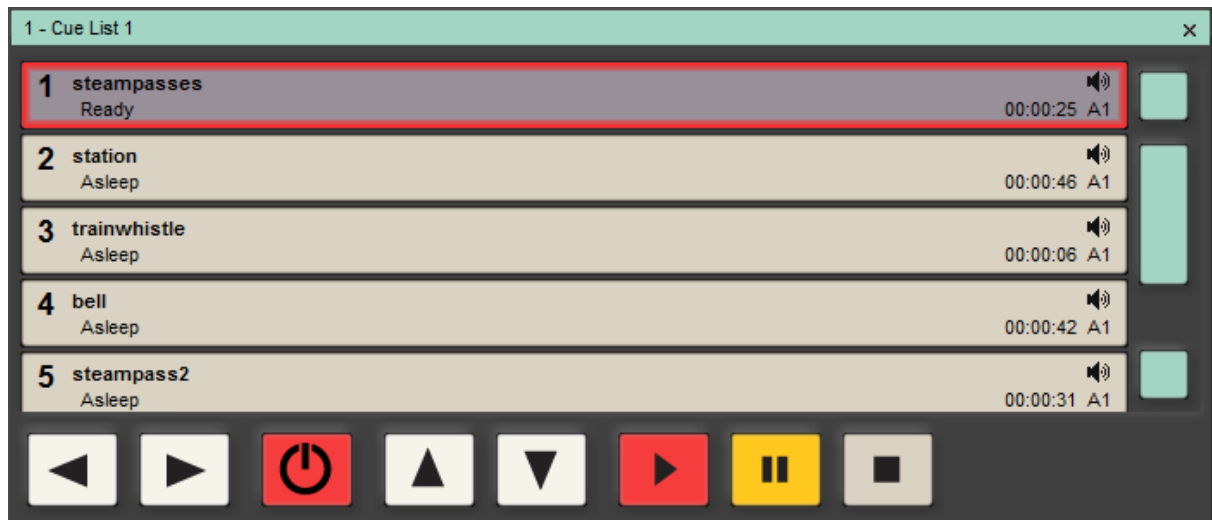 1 - Cue List 1
1 steampasses
Ready 00:00:25 A1
2 station
Asleep 00:00:46 A1
3 trainwhistle
Asleep 00:00:06 A1
4 bell
Asleep 00:00:42 A1
5 steampass2
Asleep 00:00:31 A1